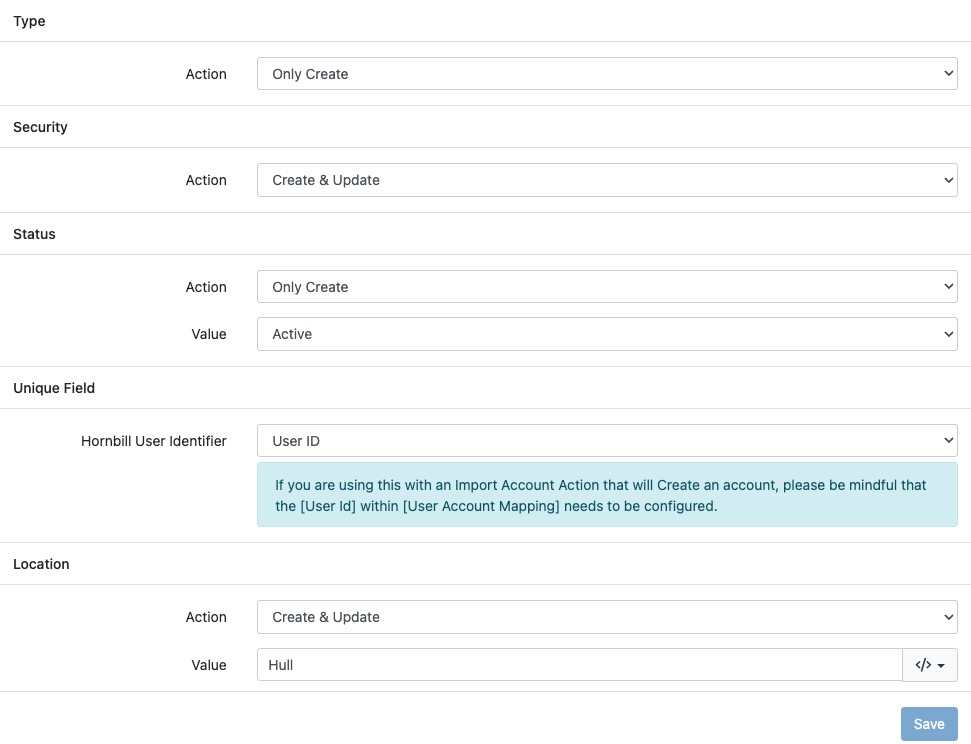 Type
Action
Only Create
Security
Action
Create & Update
Status
Action
Only Create
Value
Active
Unique Field
Hornbill User Identifier
User ID
If you are using this with an Import Account Action that will Create an account, please be mindful that
the [User Id] within [User Account Mapping] needs to be configured.
Location
Action
Create & Update
Value
Hull
</>
Save